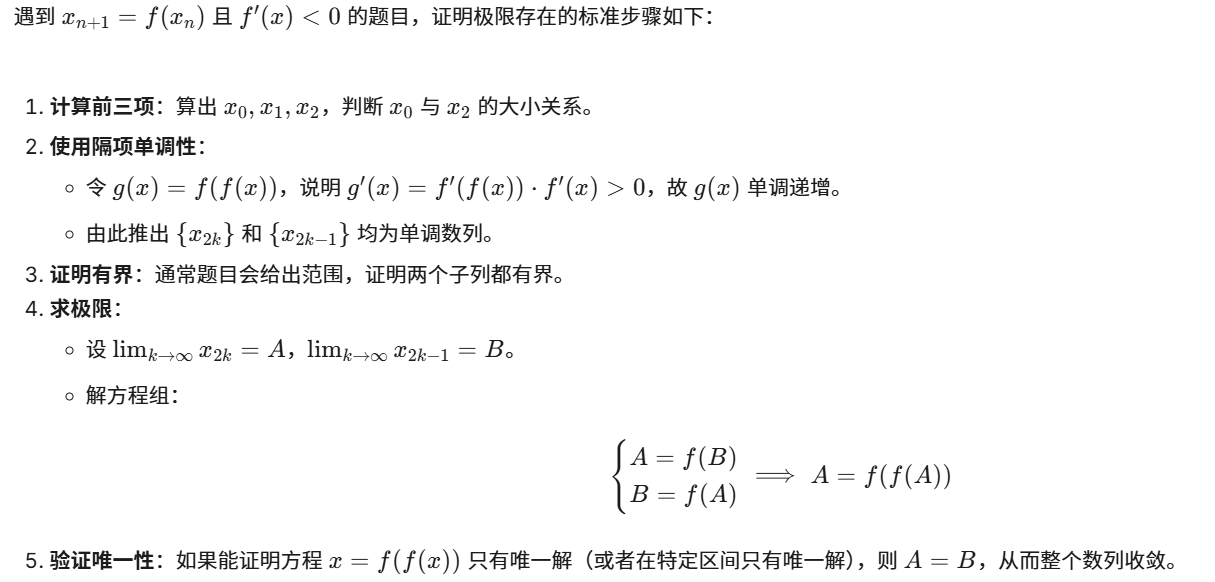 遇到 $x_{n+1} = f(x_n)$ 且 $f'(x) < 0$ 的题目，证明极限存在的标准步骤如下：
1. 计算前三项：算出 $x_0, x_1, x_2$，判断 $x_0$ 与 $x_2$ 的大小关系。
2. 使用隔项单调性：
◦ 令 $g(x) = f(f(x))$，说明 $g'(x) = f'(f(x)) \cdot f'(x) > 0$，故 $g(x)$ 单调递增。
◦ 由此推出 $\{x_{2k}\}$ 和 $\{x_{2k-1}\}$ 均为单调数列。
3. 证明有界：通常题目会给出范围，证明两个子列都有界。
4. 求极限：
◦ 设 $\lim_{k \to \infty} x_{2k} = A$，$\lim_{k \to \infty} x_{2k-1} = B$。
◦ 解方程组：
$\begin{cases} A = f(B) \\ B = f(A) \end{cases} \implies A = f(f(A))$
5. 验证唯一性：如果能证明方程 $x = f(f(x))$ 只有唯一解（或者在特定区间只有唯一解），则 $A = B$，从而整个数列收敛。